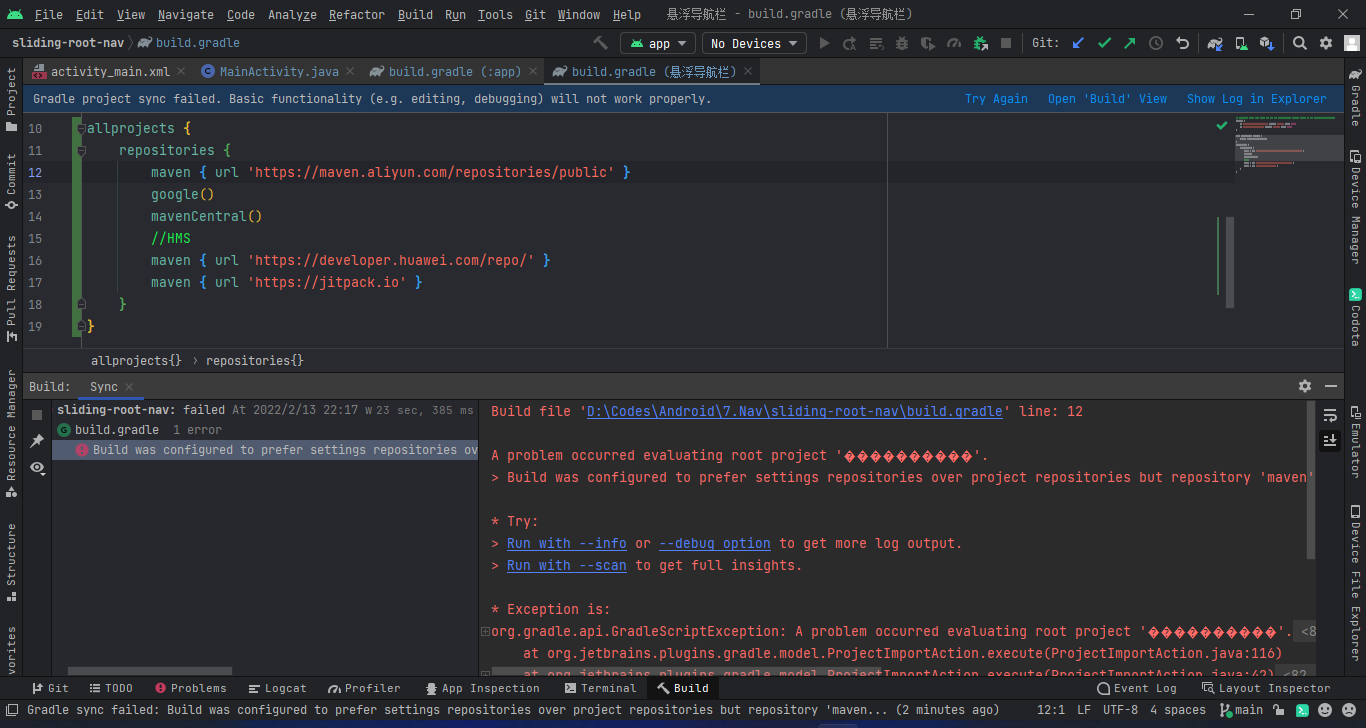 File Edit View Navigate Code Analyze Refactor Build Run Tools Git Window Help 悬浮导航栏 - build.gradle (悬浮导航栏)
sliding-root-nav build.gradle app No Devices Git:
activity_main.xml MainActivity.java build.gradle (:app) build.gradle (悬浮导航栏)
Gradle project sync failed. Basic functionality (e.g. editing, debugging) will not work properly. Try Again Open 'Build' View Show Log in Explorer
10 allprojects {
11 repositories {
12 maven { url 'https://maven.aliyun.com/repositories/public' }
13 google()
14 mavenCentral()
15 //HMS
16 maven { url 'https://developer.huawei.com/repo/' }
17 maven { url 'https://jitpack.io' }
18 }
19 }
allprojects{} › repositories{}
Build: Sync
sliding-root-nav: failed At 2022/2/13 22:17 W 23 sec, 385 ms
build.gradle 1 error
Build was configured to prefer settings repositories ov
Build file 'D:\Codes\Android\7.Nav\sliding-root-nav\build.gradle' line: 12
A problem occurred evaluating root project '������������'.
> Build was configured to prefer settings repositories over project repositories but repository 'maven'
* Try:
> Run with --info or --debug option to get more log output.
> Run with --scan to get full insights.
* Exception is:
org.gradle.api.GradleScriptException: A problem occurred evaluating root project '������������'. <8
at org.jetbrains.plugins.gradle.model.ProjectImportAction.execute(ProjectImportAction.java:116)
at org.jetbrains.plugins.gradle.model.ProjectImportAction.execute(ProjectImportAction.java:42) <82
Project
Commit
Pull Requests
Resource Manager
Structure
vorites
Gradle
Device Manager
Codota
Emulator
Device File Explorer
Git TODO Problems Logcat Profiler App Inspection Terminal Build Event Log Layout Inspector
Gradle sync failed: Build was configured to prefer settings repositories over project repositories but repository 'maven... (2 minutes ago) 12:1 LF UTF-8 4 spaces main